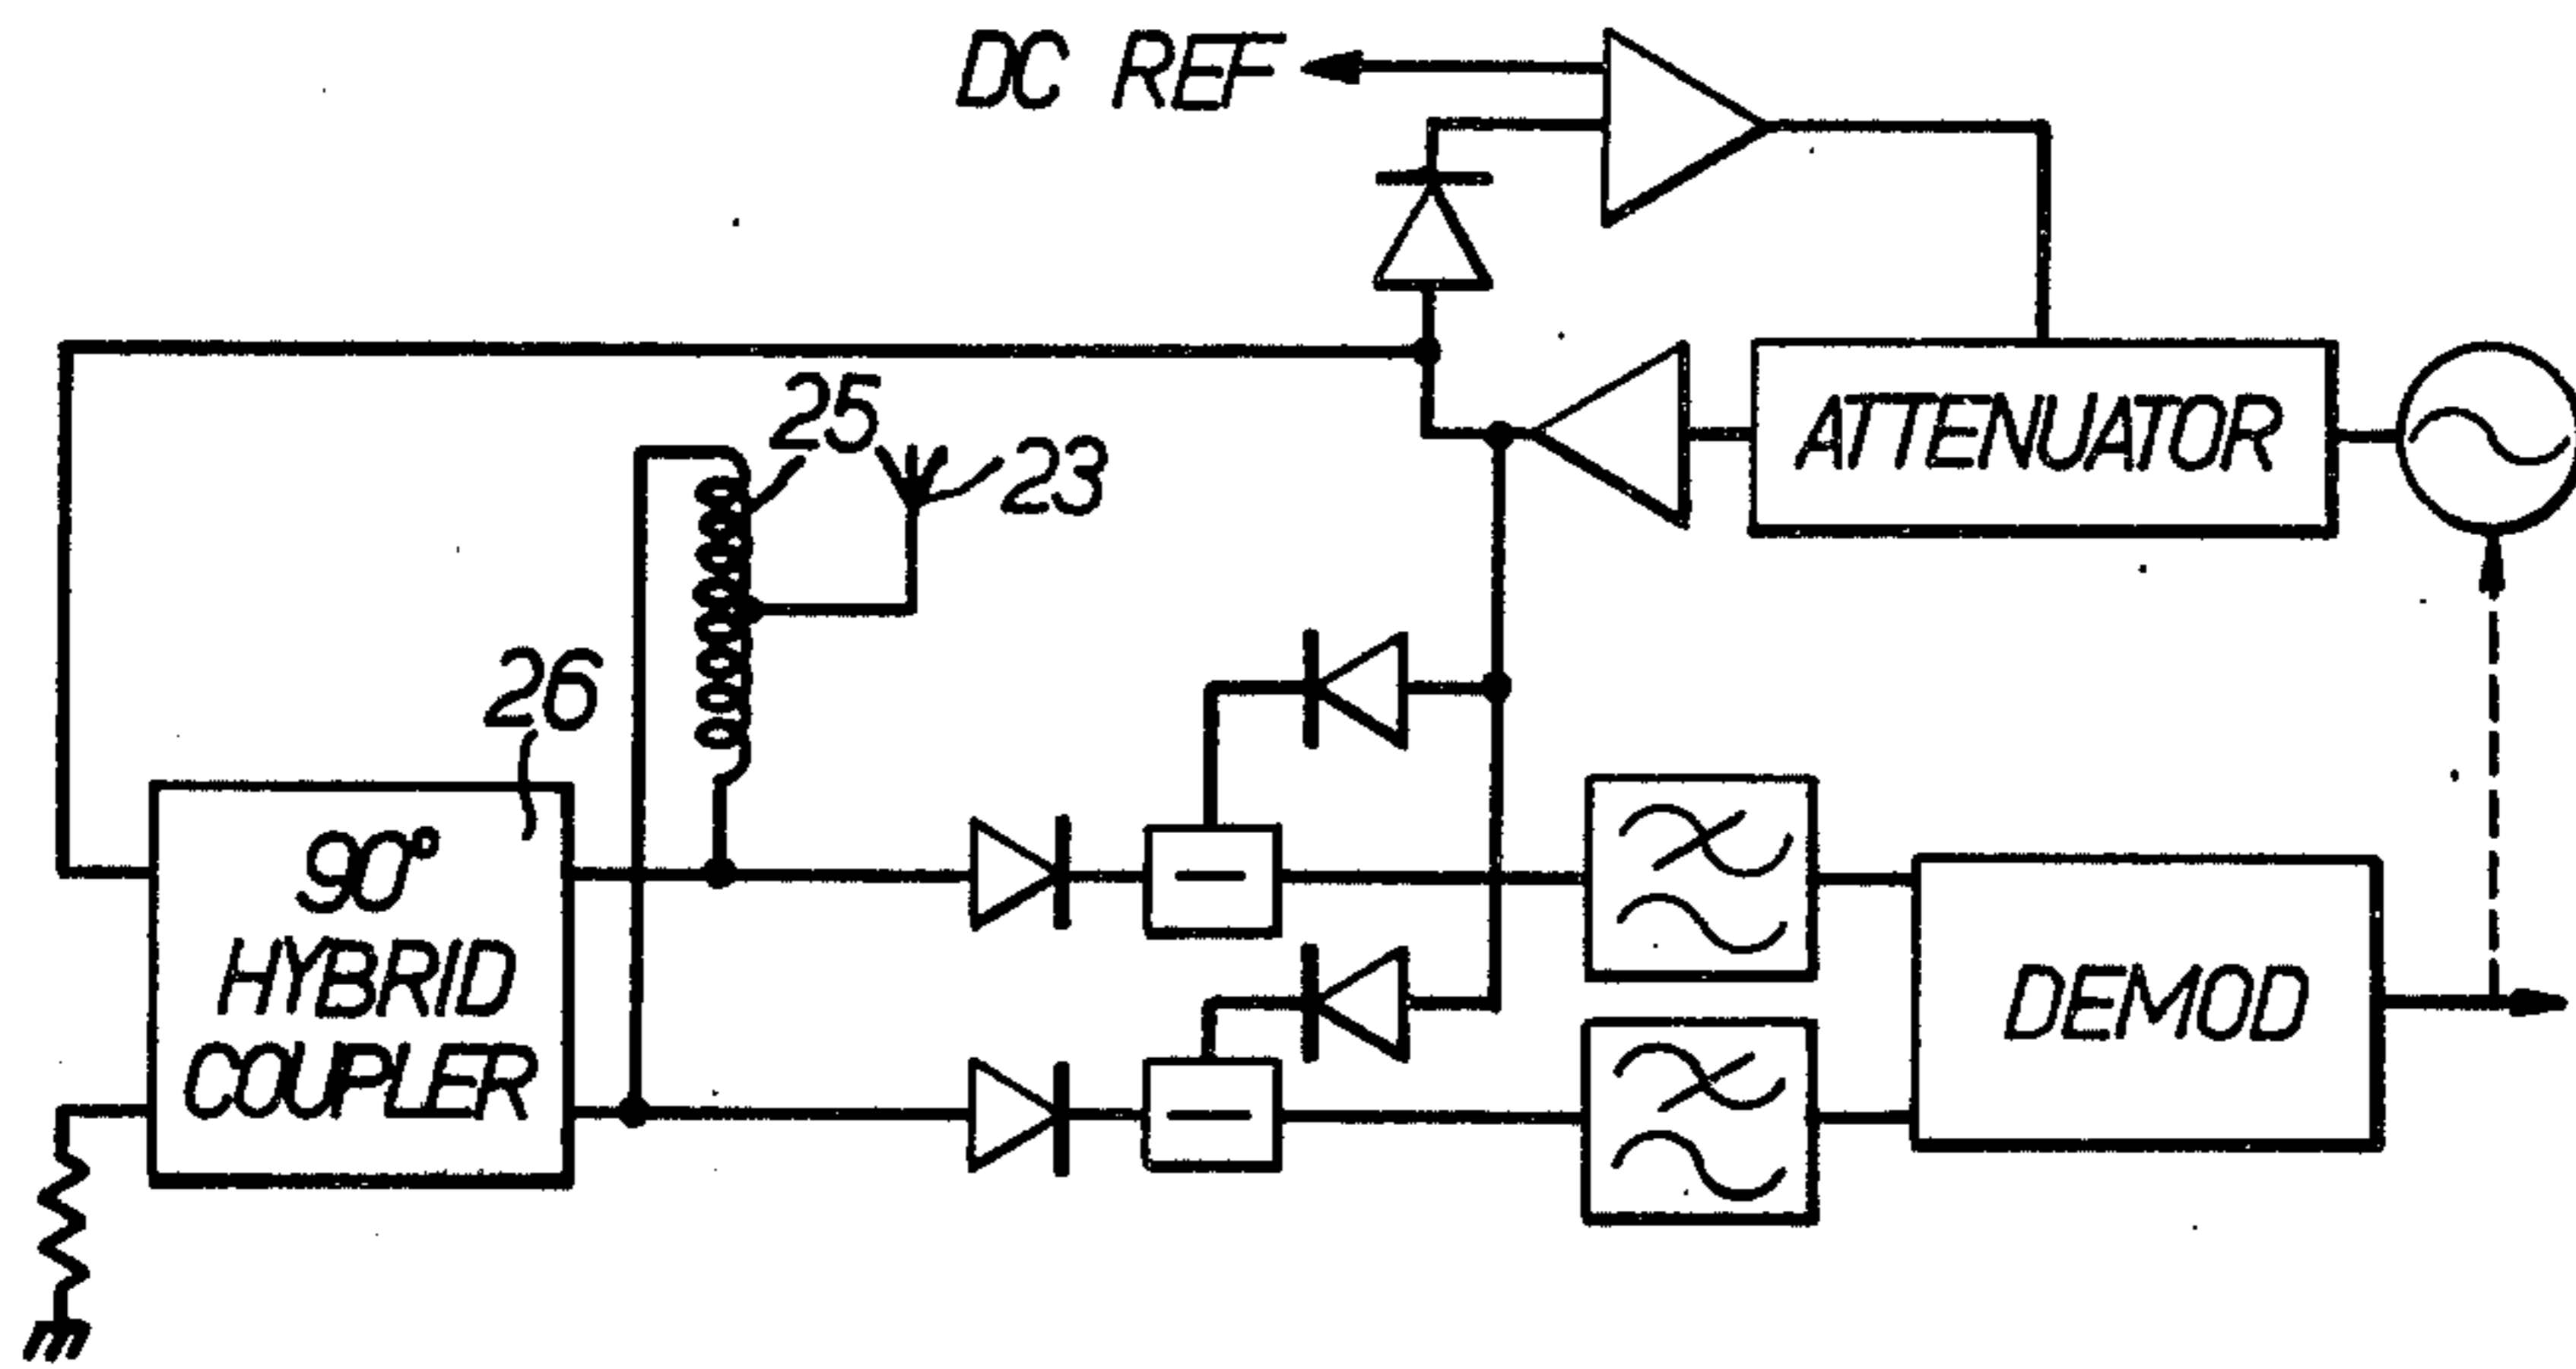 DC REF
25
23
ATTENUATOR
26
90°
HYBRID
COUPLER
DEMOD